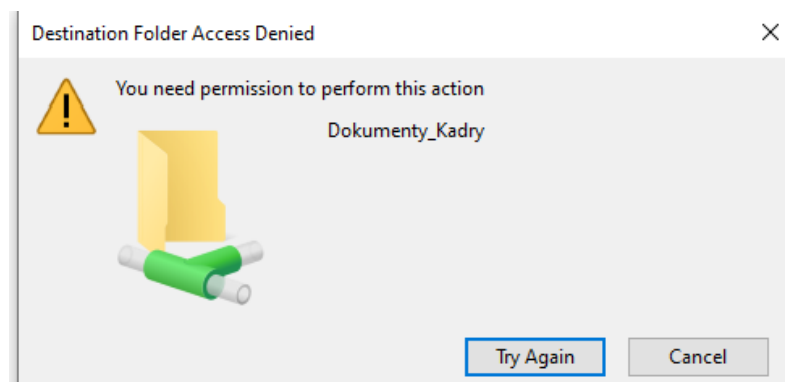 Destination Folder Access Denied
You need permission to perform this action
Dokumenty_Kadry
Try Again
Cancel